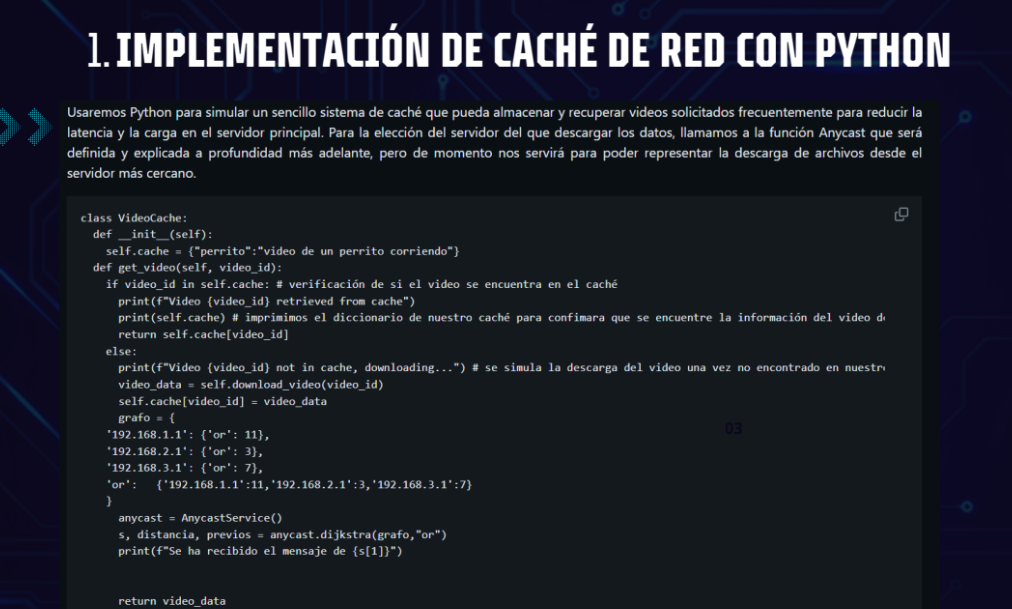 1. IMPLEMENTACIÓN DE CACHÉ DE RED CON PYTHON
Usaremos Python para simular un sencillo sistema de caché que pueda almacenar y recuperar videos solicitados frecuentemente para reducir la
latencia y la carga en el servidor principal. Para la elección del servidor del que descargar los datos, llamamos a la función Anycast que será
definida y explicada a profundidad más adelante, pero de momento nos servirá para poder representar la descarga de archivos desde el
servidor más cercano.
class VideoCache:
  def __init__(self):
    self.cache = {"perrito":"video de un perrito corriendo"}
  def get_video(self, video_id):
    if video_id in self.cache: # verificación de si el video se encuentra en el caché
      print(f"Video {video_id} retrieved from cache")
      print(self.cache) # imprimimos el diccionario de nuestro caché para confimara que se encuentre la información del video de
      return self.cache[video_id]
    else:
      print(f"Video {video_id} not in cache, downloading...") # se simula la descarga del video una vez no encontrado en nuestro
      video_data = self.download_video(video_id)
      self.cache[video_id] = video_data
      grafo = {
    '192.168.1.1': {'or': 11},
    '192.168.2.1': {'or': 3},
    '192.168.3.1': {'or': 7},
    'or':   {'192.168.1.1':11,'192.168.2.1':3,'192.168.3.1':7}
    }
      anycast = AnycastService()
      s, distancia, previos = anycast.dijkstra(grafo,"or")
      print(f"Se ha recibido el mensaje de {s[1]}")
      return video_data
03